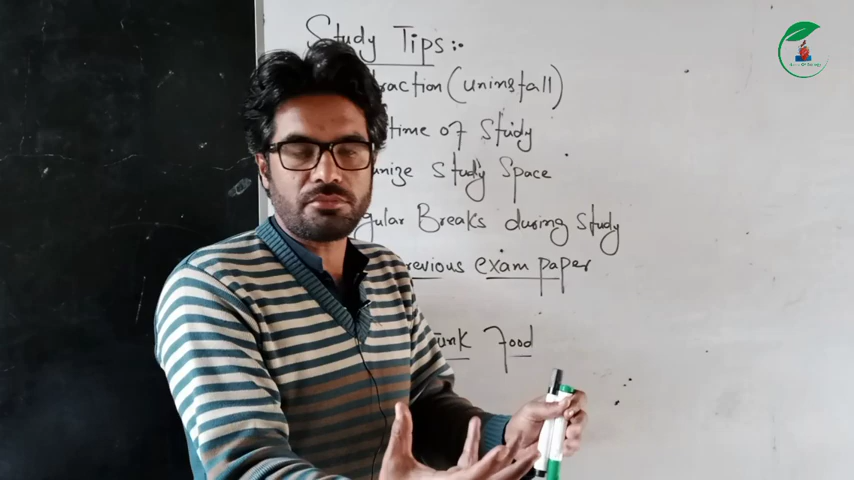 Study Tips:-
raction (uninstall)
time of Study
nize Study Space
gular Breaks during Study
revious exam paper
unk Food